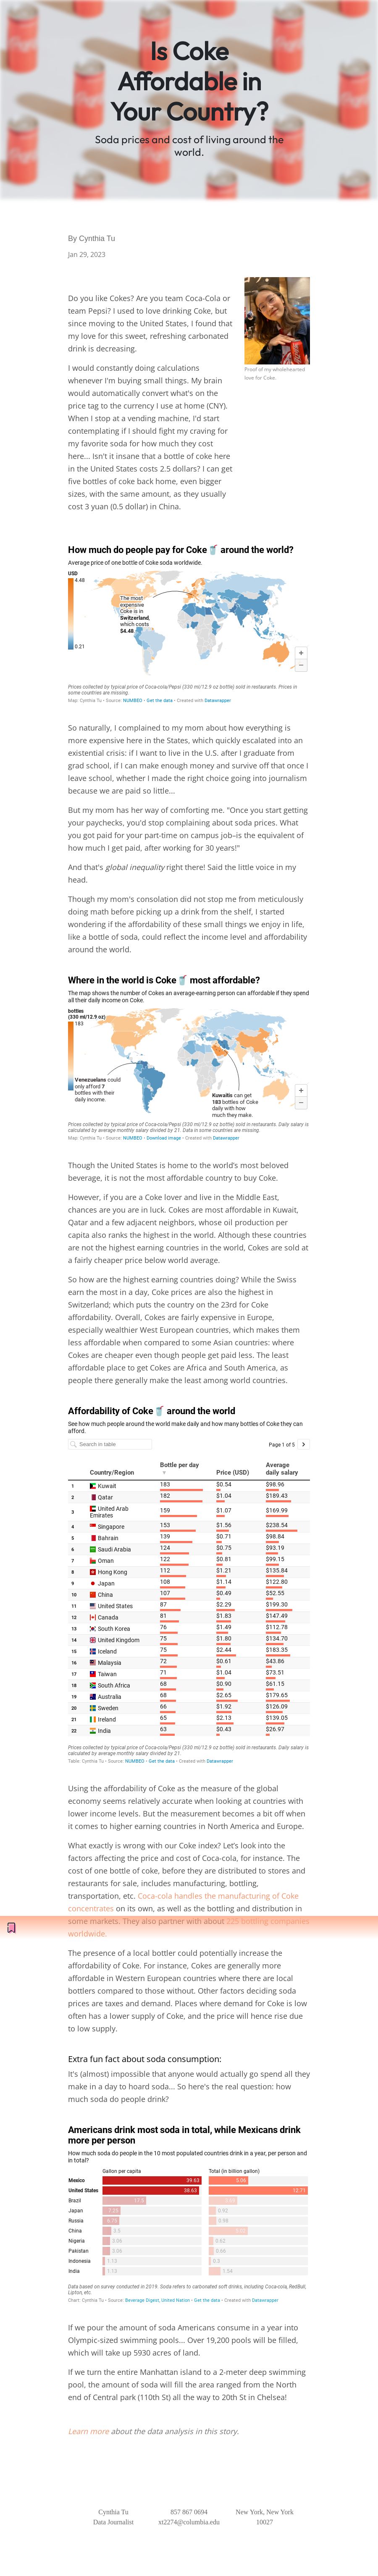 Is Coke
Affordable in
Your Country?
Soda prices and cost of living around the
world.
By Cynthia Tu
Jan 29, 2023
Do you like Cokes? Are you team Coca-Cola or
team Pepsi? I used to love drinking Coke, but
since moving to the United States, I found that
my love for this sweet, refreshing carbonated
drink is decreasing.
Proof of my wholehearted
love for Coke.
I would constantly doing calculations
whenever I'm buying small things. My brain
would automatically convert what's on the
price tag to the currency I use at home (CNY).
When I stop at a vending machine, I'd start
contemplating if I should fight my craving for
my favorite soda for how much they cost
here... Isn't it insane that a bottle of coke here
in the United States costs 2.5 dollars? I can get
five bottles of coke back home, even bigger
sizes, with the same amount, as they usually
cost 3 yuan (0.5 dollar) in China.
How much do people pay for Coke🥤 around the world?
Average price of one bottle of Coke soda worldwide.
USD
4.48
0.21
The most
expensive
Coke is in
Switzerland,
which costs
$4.48.
+
−
Prices collected by typical price of Coca-cola/Pepsi (330 ml/12.9 oz bottle) sold in restaurants. Prices in
some countries are missing.
Map: Cynthia Tu • Source: NUMBEO • Get the data • Created with Datawrapper
So naturally, I complained to my mom about how everything is
more expensive here in the States, which quickly escalated into an
existential crisis: if I want to live in the U.S. after I graduate from
grad school, if I can make enough money and survive off that once I
leave school, whether I made the right choice going into journalism
because we are paid so little...
But my mom has her way of comforting me. "Once you start getting
your paychecks, you'd stop complaining about soda prices. What
you got paid for your part-time on campus job–is the equivalent of
how much I get paid, after working for 30 years!"
And that's global inequality right there! Said the little voice in my
head.
Though my mom's consolation did not stop me from meticulously
doing math before picking up a drink from the shelf, I started
wondering if the affordability of these small things we enjoy in life,
like a bottle of soda, could reflect the income level and affordability
around the world.
Where in the world is Coke🥤 most affordable?
The map shows the number of Cokes an average-earning person can affordable if they spend
all their daily income on Coke.
bottles
(330 ml/12.9 oz)
183
Venezuelans could
only afford 7
bottles with their
daily income.
Kuwaitis can get
183 bottles of Coke
daily with how
much they make.
+
−
Prices collected by typical price of Coca-cola/Pepsi (330 ml/12.9 oz bottle) sold in restaurants. Daily salary is
calculated by average monthly salary divided by 21. Data in some countries are missing.
Map: Cynthia Tu • Source: NUMBEO • Download image • Created with Datawrapper
Though the United States is home to the world's most beloved
beverage, it is not the most affordable country to buy Coke.
However, if you are a Coke lover and live in the Middle East,
chances are you are in luck. Cokes are most affordable in Kuwait,
Qatar and a few adjacent neighbors, whose oil production per
capita also ranks the highest in the world. Although these countries
are not the highest earning countries in the world, Cokes are sold at
a fairly cheaper price below world average.
So how are the highest earning countries doing? While the Swiss
earn the most in a day, Coke prices are also the highest in
Switzerland; which puts the country on the 23rd for Coke
affordability. Overall, Cokes are fairly expensive in Europe,
especially wealthier West European countries, which makes them
less affordable when compared to some Asian countries: where
Cokes are cheaper even though people get paid less. The least
affordable place to get Cokes are Africa and South America, as
people there generally make the least among world countries.
Affordability of Coke🥤 around the world
See how much people around the world make daily and how many bottles of Coke they can
afford.
Search in table
Page 1 of 5
Country/Region Bottle per day Price (USD) Average daily salary
1 Kuwait 183 $0.54 $98.96
2 Qatar 182 $1.04 $189.43
3 United Arab Emirates 159 $1.07 $169.99
4 Singapore 153 $1.56 $238.54
5 Bahrain 139 $0.71 $98.84
6 Saudi Arabia 124 $0.75 $93.19
7 Oman 122 $0.81 $99.15
8 Hong Kong 112 $1.21 $135.84
9 Japan 108 $1.14 $122.80
10 China 107 $0.49 $52.55
11 United States 87 $2.29 $199.30
12 Canada 81 $1.83 $147.49
13 South Korea 76 $1.49 $112.78
14 United Kingdom 75 $1.80 $134.70
15 Iceland 75 $2.44 $183.35
16 Malaysia 72 $0.61 $43.86
17 Taiwan 71 $1.04 $73.51
18 South Africa 68 $0.90 $61.15
19 Australia 68 $2.65 $179.65
20 Sweden 66 $1.92 $126.09
21 Ireland 65 $2.13 $139.05
22 India 63 $0.43 $26.97
Prices collected by typical price of Coca-cola/Pepsi (330 ml/12.9 oz bottle) sold in restaurants. Daily salary is
calculated by average monthly salary divided by 21.
Table: Cynthia Tu • Source: NUMBEO • Get the data • Created with Datawrapper
Using the affordability of Coke as the measure of the global
economy seems relatively accurate when looking at countries with
lower income levels. But the measurement becomes a bit off when
it comes to higher earning countries in North America and Europe.
What exactly is wrong with our Coke index? Let's look into the
factors affecting the price and cost of Coca-cola, for instance. The
cost of one bottle of coke, before they are distributed to stores and
restaurants for sale, includes manufacturing, bottling,
transportation, etc. Coca-cola handles the manufacturing of Coke
concentrates on its own, as well as the bottling and distribution in
some markets. They also partner with about 225 bottling companies
worldwide.
The presence of a local bottler could potentially increase the
affordability of Coke. For instance, Cokes are generally more
affordable in Western European countries where there are local
bottlers compared to those without. Other factors deciding soda
prices are taxes and demand. Places where demand for Coke is low
often has a lower supply of Coke, and the price will hence rise due
to low supply.
Extra fun fact about soda consumption:
It's (almost) impossible that anyone would actually go spend all they
make in a day to hoard soda... So here's the real question: how
much soda do people drink?
Americans drink most soda in total, while Mexicans drink
more per person
How much soda do people in the 10 most populated countries drink in a year, per person and
in total?
Gallon per capita Total (in billion gallon)
Mexico 39.63
United States 38.63 12.71
Brazil
Japan
Russia
China
Nigeria 3.06 0.62
Pakistan 3.06
Indonesia 1.13 0.3
India 1.13 1.54
Data based on survey conducted in 2019. Soda refers to carbonated soft drinks, including Coca-cola, RedBull,
Lipton, etc.
Chart: Cynthia Tu • Source: Beverage Digest, United Nation • Get the data • Created with Datawrapper
If we pour the amount of soda Americans consume in a year into
Olympic-sized swimming pools... Over 19,200 pools will be filled,
which will take up 5930 acres of land.
If we turn the entire Manhattan island to a 2-meter deep swimming
pool, the amount of soda will fill the area ranged from the North
end of Central park (110th St) all the way to 20th St in Chelsea!
Learn more about the data analysis in this story.
Cynthia Tu
Data Journalist
857 867 0694
st2274@columbia.edu
New York, New York
10027